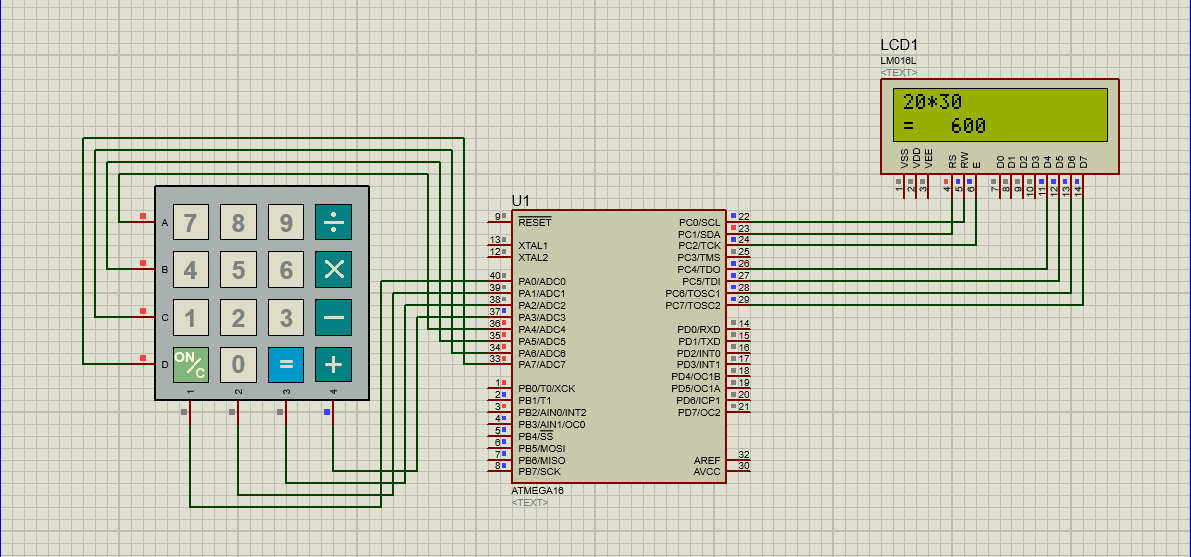 LCD1
LM016L
<TEXT>
20*30
= 600
VSS VDD VEE RS RW E D0 D1 D2 D3 D4 D5 D6 D7
1 2 3 4 5 6 7 8 9 10 11 12 13 14
A 7 8 9 ÷
B 4 5 6 ×
C 1 2 3 −
D ON/C 0 = +
1 2 3 4
U1
9 RESET PC0/SCL 22
PC1/SDA 23
13 XTAL1 PC2/TCK 24
12 XTAL2 PC3/TMS 25
PC4/TDO 26
40 PA0/ADC0 PC5/TDI 27
39 PA1/ADC1 PC6/TOSC1 28
38 PA2/ADC2 PC7/TOSC2 29
37 PA3/ADC3
36 PA4/ADC4 PD0/RXD 14
35 PA5/ADC5 PD1/TXD 15
34 PA6/ADC6 PD2/INT0 16
33 PA7/ADC7 PD3/INT1 17
PD4/OC1B 18
1 PB0/T0/XCK PD5/OC1A 19
2 PB1/T1 PD6/ICP1 20
3 PB2/AIN0/INT2 PD7/OC2 21
4 PB3/AIN1/OC0
5 PB4/SS
6 PB5/MOSI
7 PB6/MISO AREF 32
8 PB7/SCK AVCC 30
ATMEGA16
<TEXT>